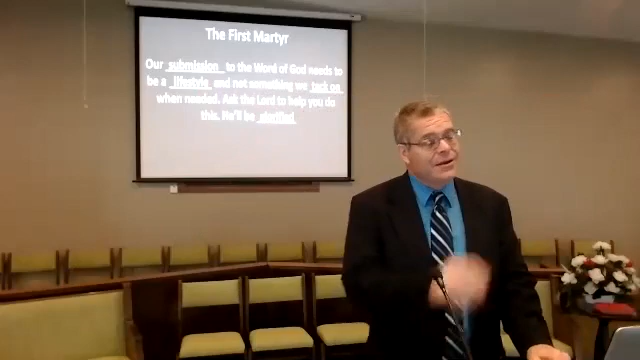 The First Martyr
Our submission to the Word of God needs to
be a lifestyle and not something we tack on
when needed. Ask the Lord to help you do
this. He'll be glorified.